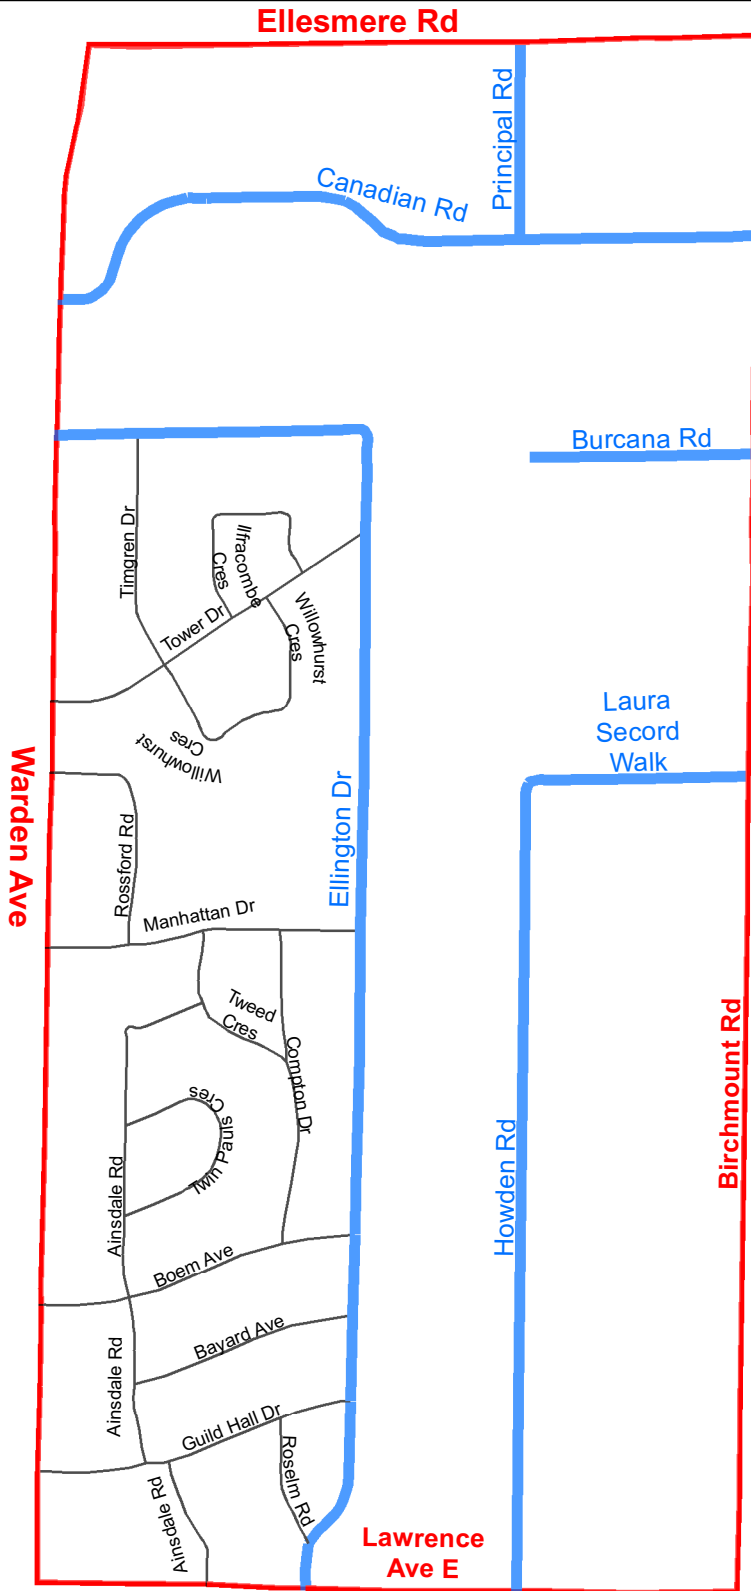 Ellesmere Rd
Principal Rd
Canadian Rd
Burcana Rd
Timgren Dr
Ilfracombe
Cres
Willowhurst
Cres
Tower Dr
Laura
Secord
Walk
Willowhurst
Cres
Warden Ave
Ellington Dr
Rossford Rd
Manhattan Dr
Tweed
Cres
Compton Dr
Birchmount Rd
Twin Pauls
Cres
Howden Rd
Ainsdale Rd
Boem Ave
Bayard Ave
Ainsdale Rd
Guild Hall Dr
Roselm Rd
Ainsdale Rd
Lawrence
Ave E